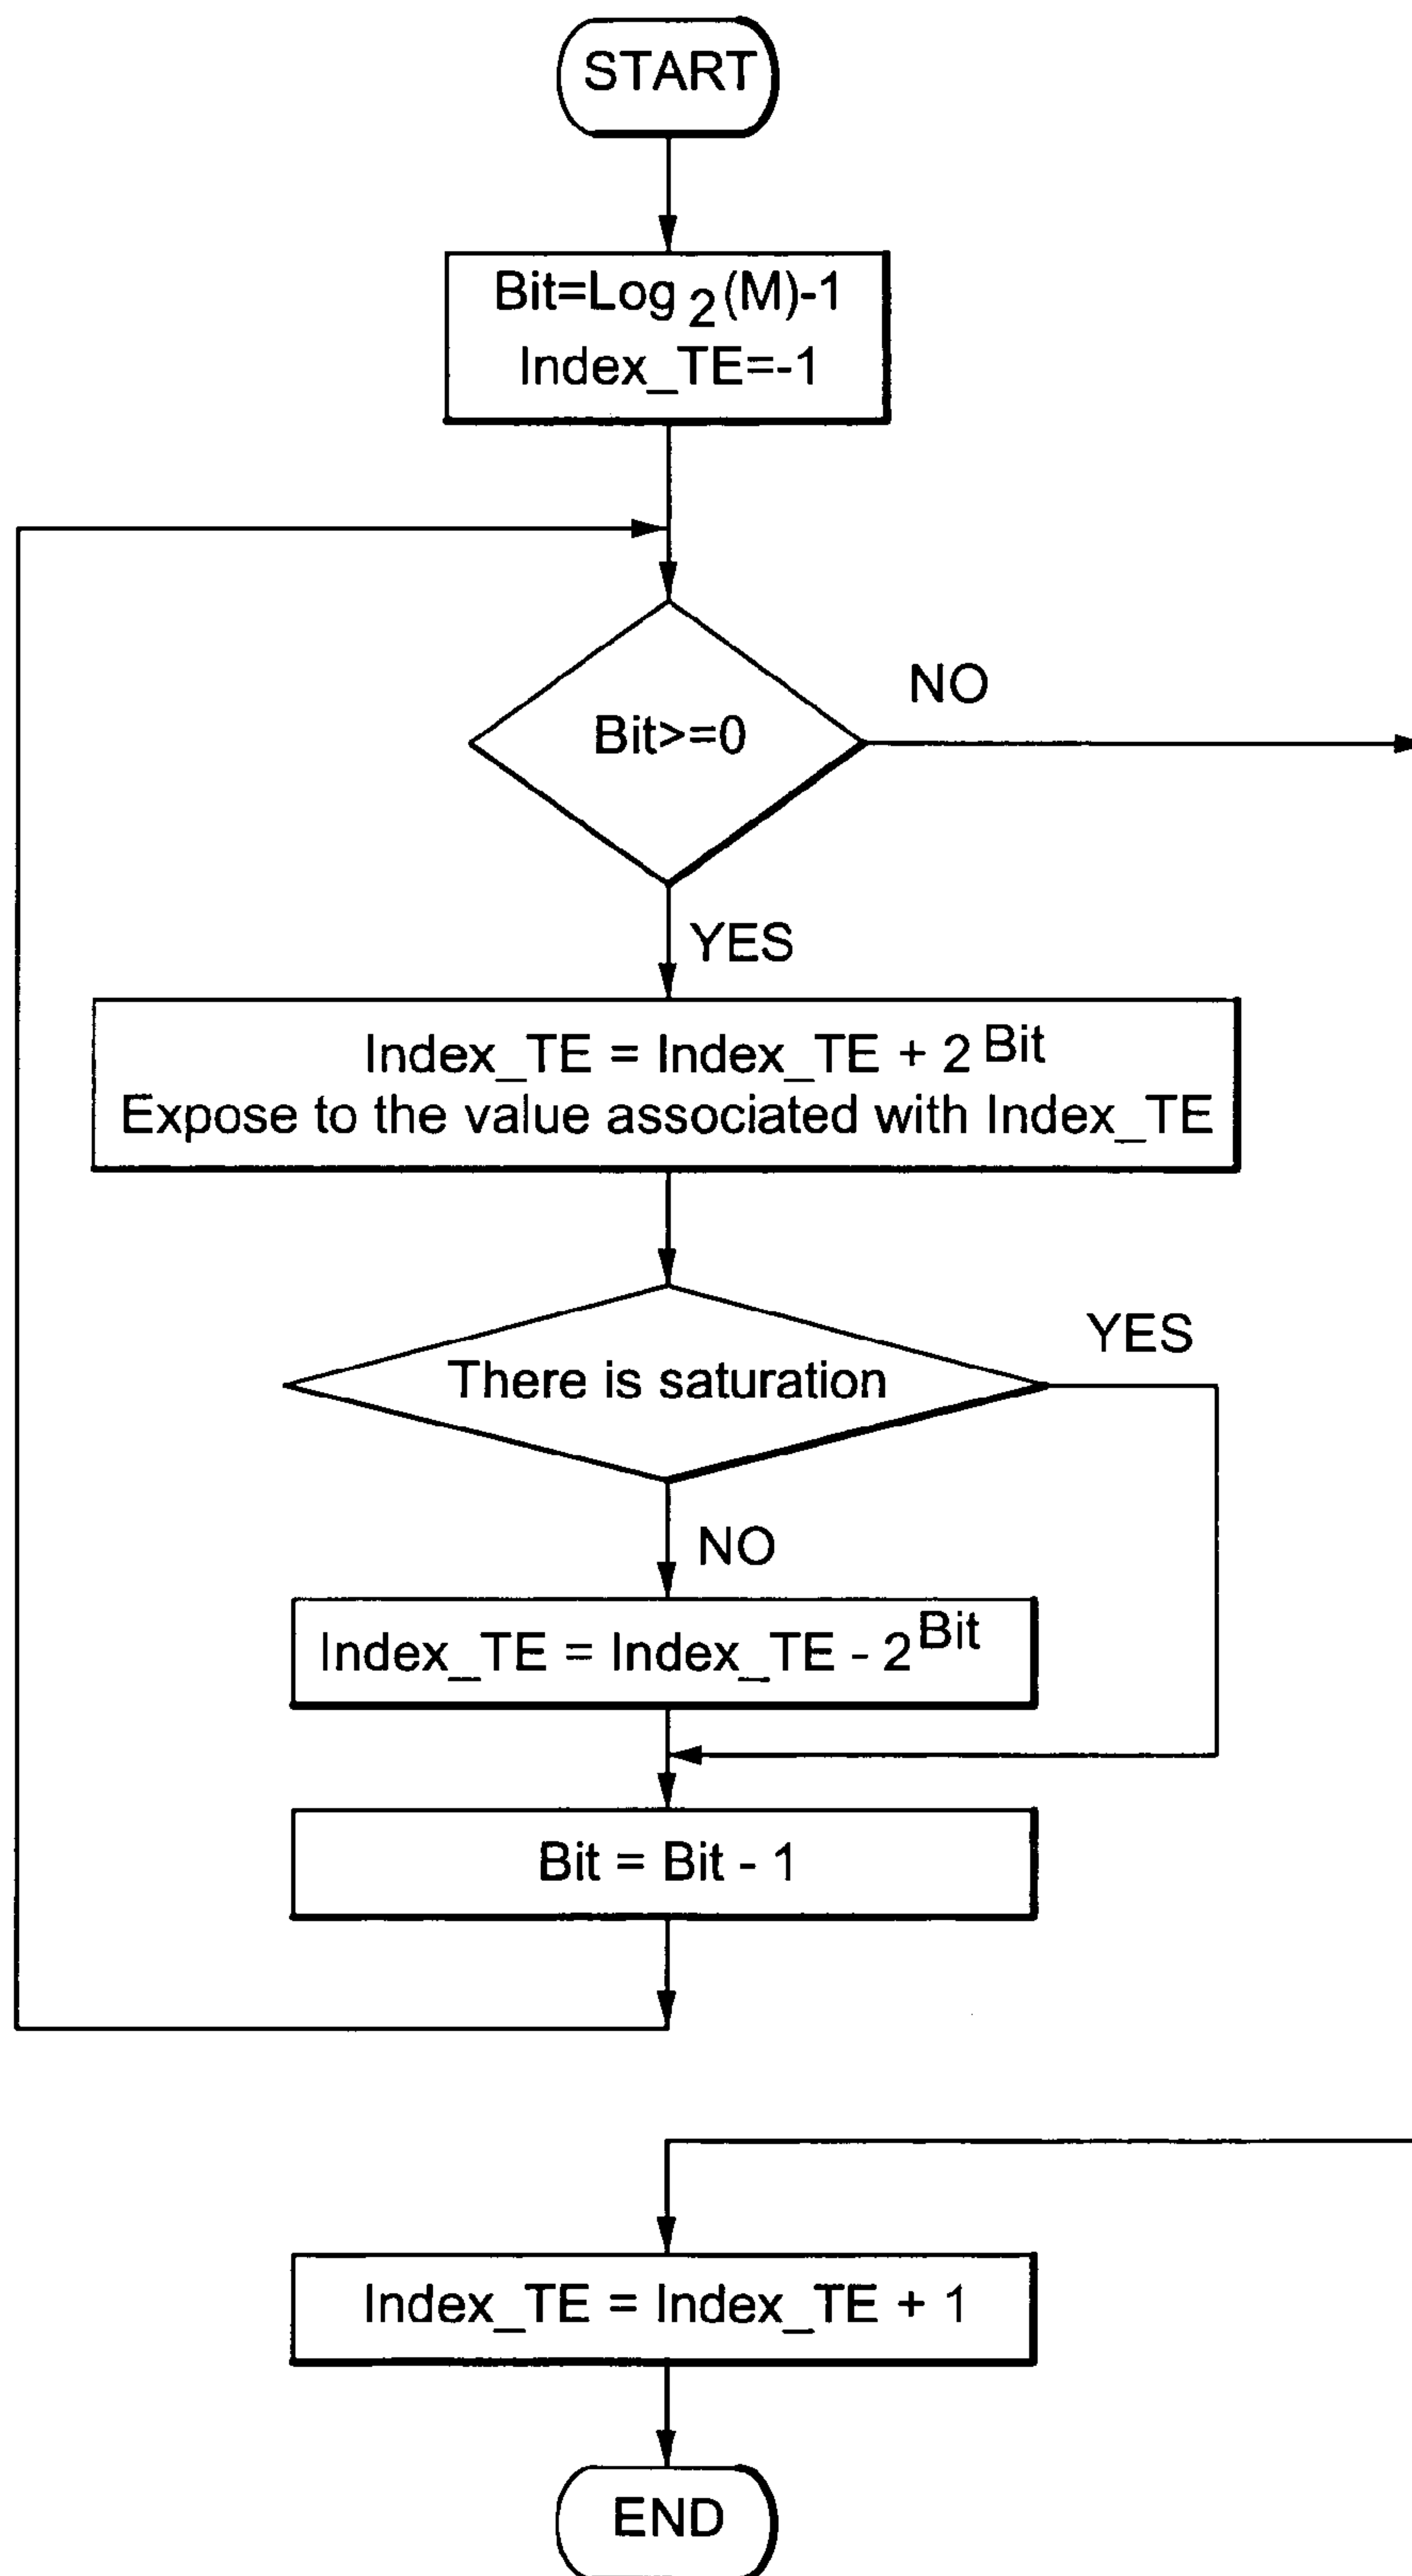 START
Bit=Log 2 (M)-1
Index_TE=-1
Bit>=0
NO
YES
Index_TE = Index_TE + 2 Bit
Expose to the value associated with Index_TE
There is saturation
YES
NO
Index_TE = Index_TE - 2 Bit
Bit = Bit - 1
Index_TE = Index_TE + 1
END